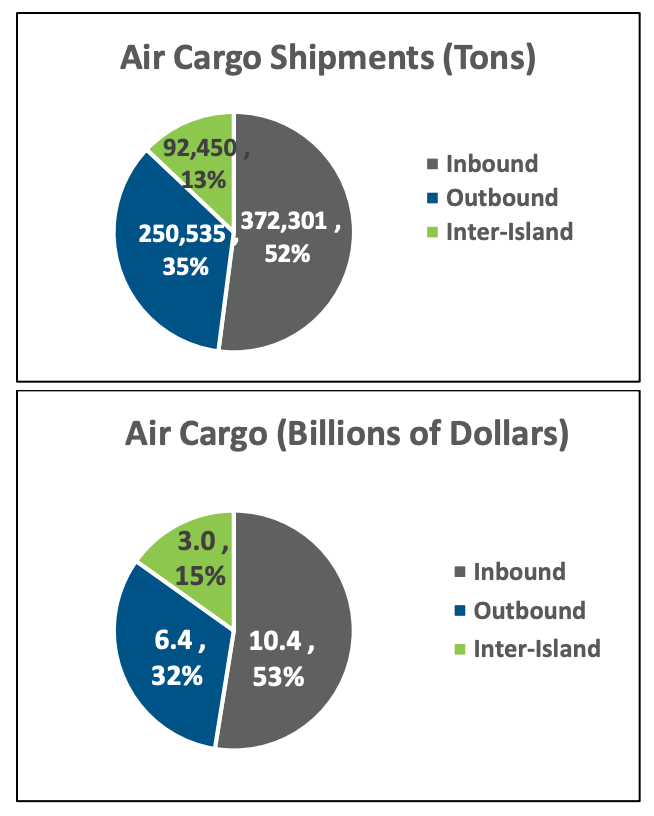 Air Cargo Shipments (Tons)
92,450 ,
13%
250,535 ,
35%
372,301 ,
52%
Inbound
Outbound
Inter-Island
Air Cargo (Billions of Dollars)
3.0 ,
15%
6.4 ,
32%
10.4 ,
53%
Inbound
Outbound
Inter-Island